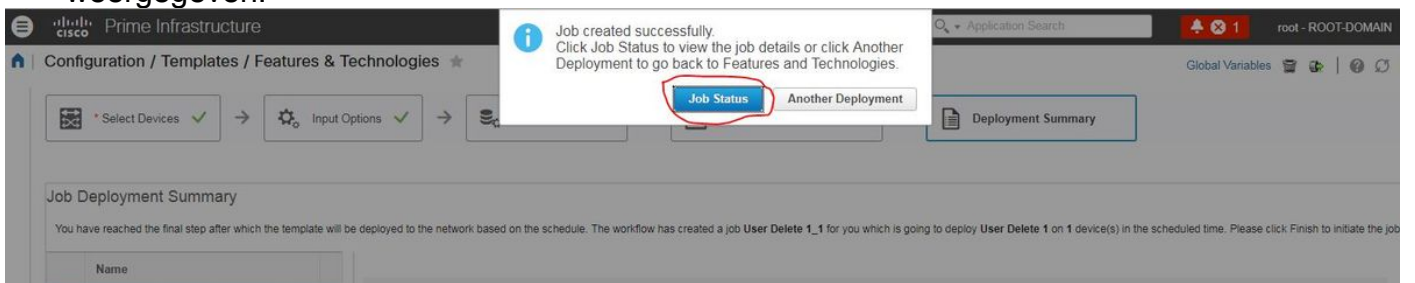 weergegeven.
cisco Prime Infrastructure
Job created successfully.
Click Job Status to view the job details or click Another
Deployment to go back to Features and Technologies.
Job Status
Another Deployment
Application Search
1
root - ROOT-DOMAIN
Configuration / Templates / Features & Technologies
Global Variables
* Select Devices
Input Options
Deployment Summary
Job Deployment Summary
You have reached the final step after which the template will be deployed to the network based on the schedule. The workflow has created a job User Delete 1_1 for you which is going to deploy User Delete 1 on 1 device(s) in the scheduled time. Please click Finish to initiate the job
Name